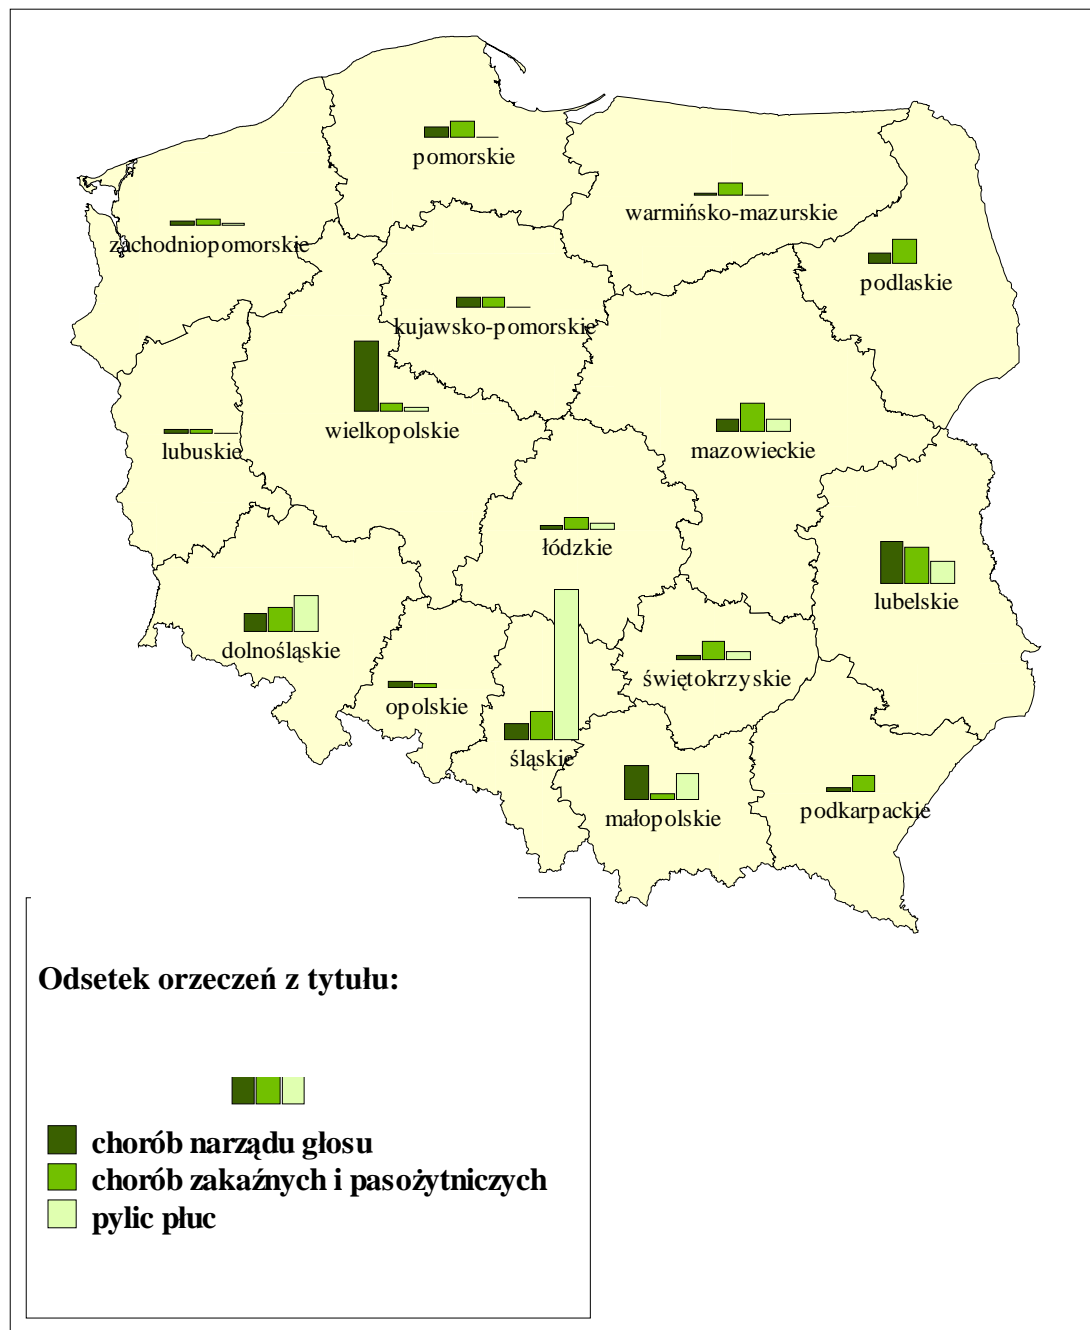 pomorskie
warmińsko-mazurskie
zachodniopomorskie
podlaskie
kujawsko-pomorskie
wielkopolskie
lubuskie
mazowieckie
łódzkie
lubelskie
dolnośląskie
świętokrzyskie
opolskie
śląskie
małopolskie
podkarpackie
Odsetek orzeczeń z tytułu:
chorób narządu głosu
chorób zakaźnych i pasożytniczych
pylic płuc